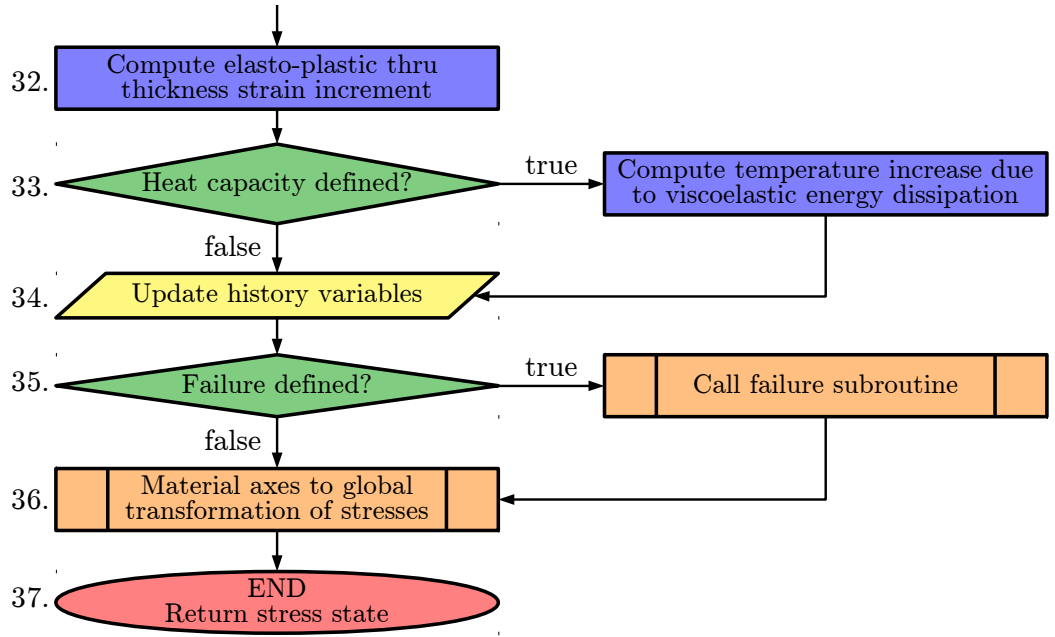 32.
Compute elasto-plastic thru
thickness strain increment
33.
Heat capacity defined?
true
Compute temperature increase due
to viscoelastic energy dissipation
false
34.
Update history variables
35.
Failure defined?
true
Call failure subroutine
false
36.
Material axes to global
transformation of stresses
37.
END
Return stress state